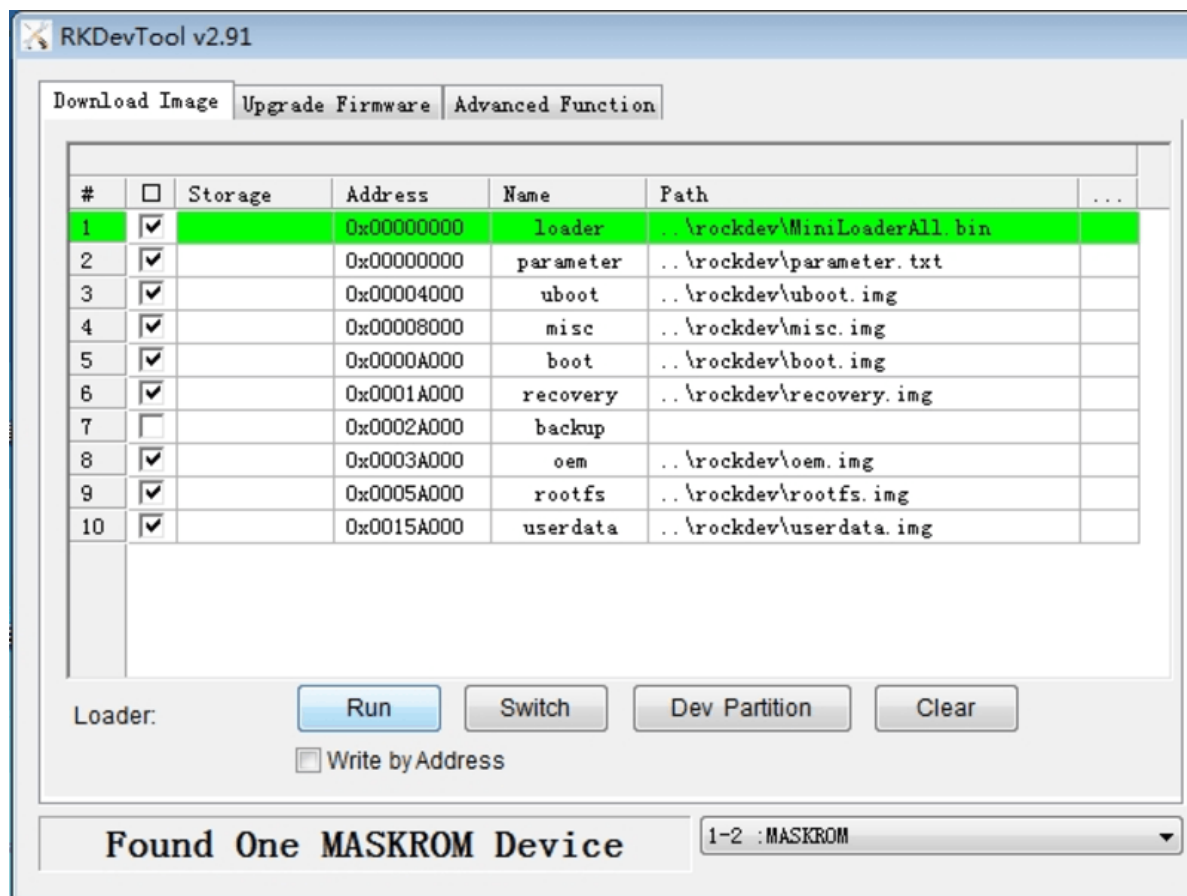 RKDevTool v2.91
Download Image Upgrade Firmware Advanced Function
# Storage Address Name Path ...
1 0x00000000 loader ..\rockdev\MiniLoaderAll.bin
2 0x00000000 parameter ..\rockdev\parameter.txt
3 0x00004000 uboot ..\rockdev\uboot.img
4 0x00008000 misc ..\rockdev\misc.img
5 0x0000A000 boot ..\rockdev\boot.img
6 0x0001A000 recovery ..\rockdev\recovery.img
7 0x0002A000 backup
8 0x0003A000 oem ..\rockdev\oem.img
9 0x0005A000 rootfs ..\rockdev\rootfs.img
10 0x0015A000 userdata ..\rockdev\userdata.img
Loader: Run Switch Dev Partition Clear
Write by Address
Found One MASKROM Device 1-2 :MASKROM